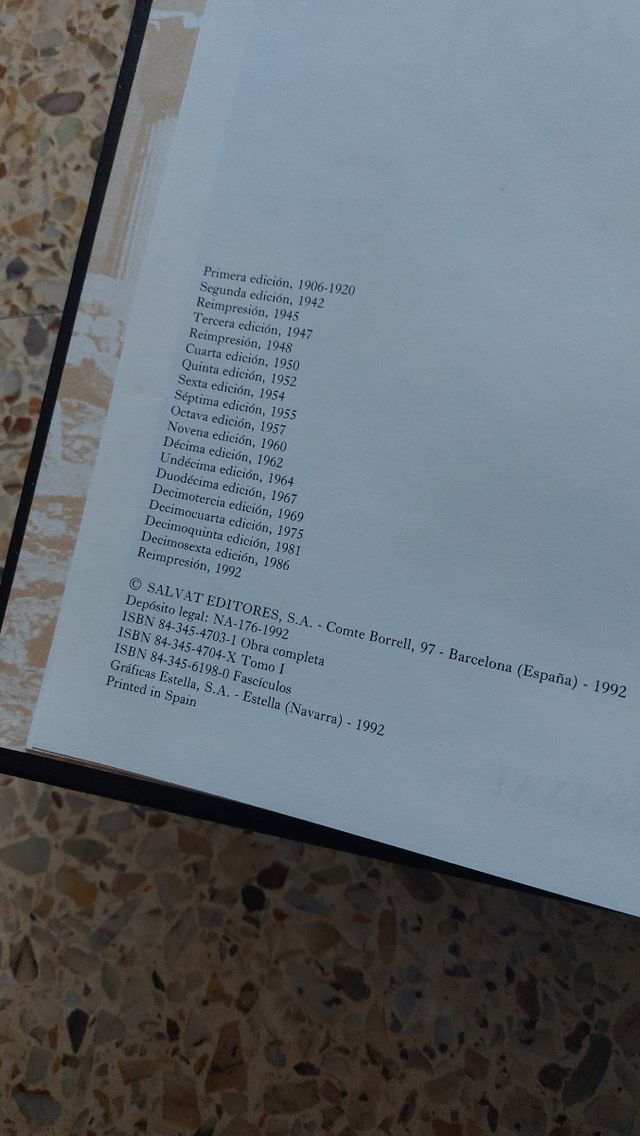 Primera edición, 1906-1920
Segunda edición, 1942
Reimpresión, 1945
Tercera edición, 1947
Reimpresión, 1948
Cuarta edición, 1950
Quinta edición, 1952
Sexta edición, 1954
Séptima edición, 1955
Octava edición, 1957
Novena edición, 1960
Décima edición, 1962
Undécima edición, 1964
Duodécima edición, 1967
Decimotercia edición, 1969
Decimocuarta edición, 1975
Decimoquinta edición, 1981
Decimosexta edición, 1986
Reimpresión, 1992
© SALVAT EDITORES, S.A. - Comte Borrell, 97 - Barcelona (España) - 1992
Depósito legal: NA-176-1992
ISBN 84-345-4703-1 Obra completa
ISBN 84-345-4704-X Tomo I
ISBN 84-345-6198-0 Fascículos
Gráficas Estella, S.A. - Estella (Navarra) - 1992
Printed in Spain